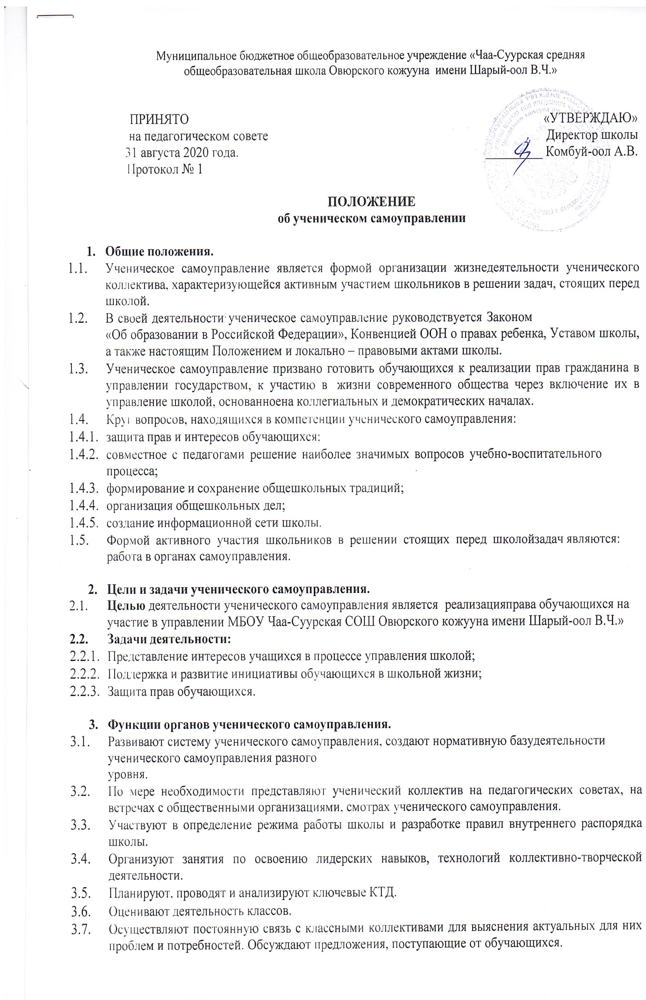 Муниципальное бюджетное общеобразовательное учреждение «Чаа-Суурская средняя
общеобразовательная школа Овюрского кожууна имени Шарый-оол В.Ч.»
ПРИНЯТО
на педагогическом совете
31 августа 2020 года.
Протокол № 1
«УТВЕРЖДАЮ»
Директор школы
Комбуй-оол А.В.
ПОЛОЖЕНИЕ
об ученическом самоуправлении
1. Общие положения.
1.1. Ученическое самоуправление является формой организации жизнедеятельности ученического
коллектива, характеризующейся активным участием школьников в решении задач, стоящих перед
школой.
1.2. В своей деятельности ученическое самоуправление руководствуется Законом
«Об образовании в Российской Федерации», Конвенцией ООН о правах ребенка, Уставом школы,
а также настоящим Положением и локально – правовыми актами школы.
1.3. Ученическое самоуправление призвано готовить обучающихся к реализации прав гражданина в
управлении государством, к участию в жизни современного общества через включение их в
управление школой, основанноена коллегиальных и демократических началах.
1.4. Круг вопросов, находящихся в компетенции ученического самоуправления:
1.4.1. защита прав и интересов обучающихся;
1.4.2. совместное с педагогами решение наиболее значимых вопросов учебно-воспитательного
процесса;
1.4.3. формирование и сохранение общешкольных традиций;
1.4.4. организация общешкольных дел;
1.4.5. создание информационной сети школы.
1.5. Формой активного участия школьников в решении стоящих перед школойзадач являются:
работа в органах самоуправления.
2. Цели и задачи ученического самоуправления.
2.1. Целью деятельности ученического самоуправления является реализацияправа обучающихся на
участие в управлении МБОУ Чаа-Суурская СОШ Овюрского кожууна имени Шарый-оол В.Ч.»
2.2. Задачи деятельности:
2.2.1. Представление интересов учащихся в процессе управления школой;
2.2.2. Поддержка и развитие инициативы обучающихся в школьной жизни;
2.2.3. Защита прав обучающихся.
3. Функции органов ученического самоуправления.
3.1. Развивают систему ученического самоуправления, создают нормативную базудеятельности
ученического самоуправления разного
уровня.
3.2. По мере необходимости представляют ученический коллектив на педагогических советах, на
встречах с общественными организациями, смотрах ученического самоуправления.
3.3. Участвуют в определение режима работы школы и разработке правил внутреннего распорядка
школы.
3.4. Организуют занятия по освоению лидерских навыков, технологий коллективно-творческой
деятельности.
3.5. Планируют, проводят и анализируют ключевые КТД.
3.6. Оценивают деятельность классов.
3.7. Осуществляют постоянную связь с классными коллективами для выяснения актуальных для них
проблем и потребностей. Обсуждают предложения, поступающие от обучающихся.